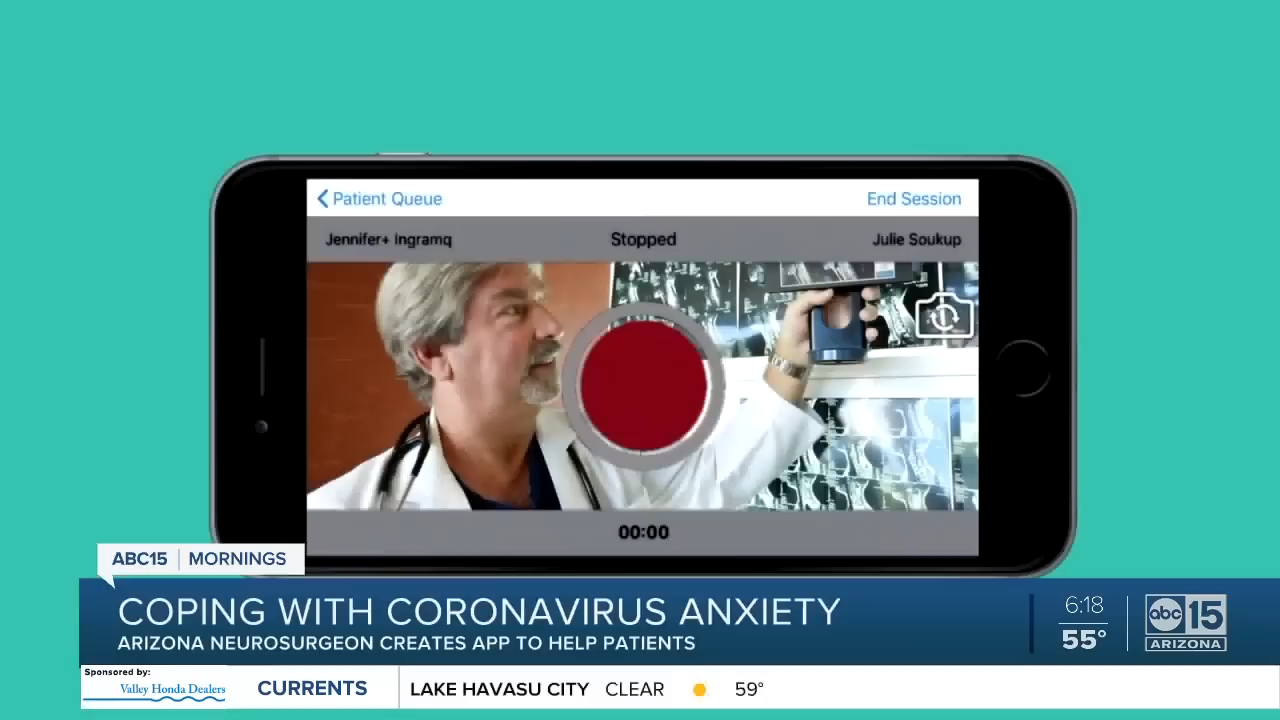 Patient Queue
End Session
Jennifer+ Ingramq
Stopped
Julie Soukup
00:00
ABC15 MORNINGS
COPING WITH CORONAVIRUS ANXIETY
ARIZONA NEUROSURGEON CREATES APP TO HELP PATIENTS
6:18
55°
abc 15
ARIZONA
Sponsored by:
Valley Honda Dealers
CURRENTS
LAKE HAVASU CITY CLEAR 59°